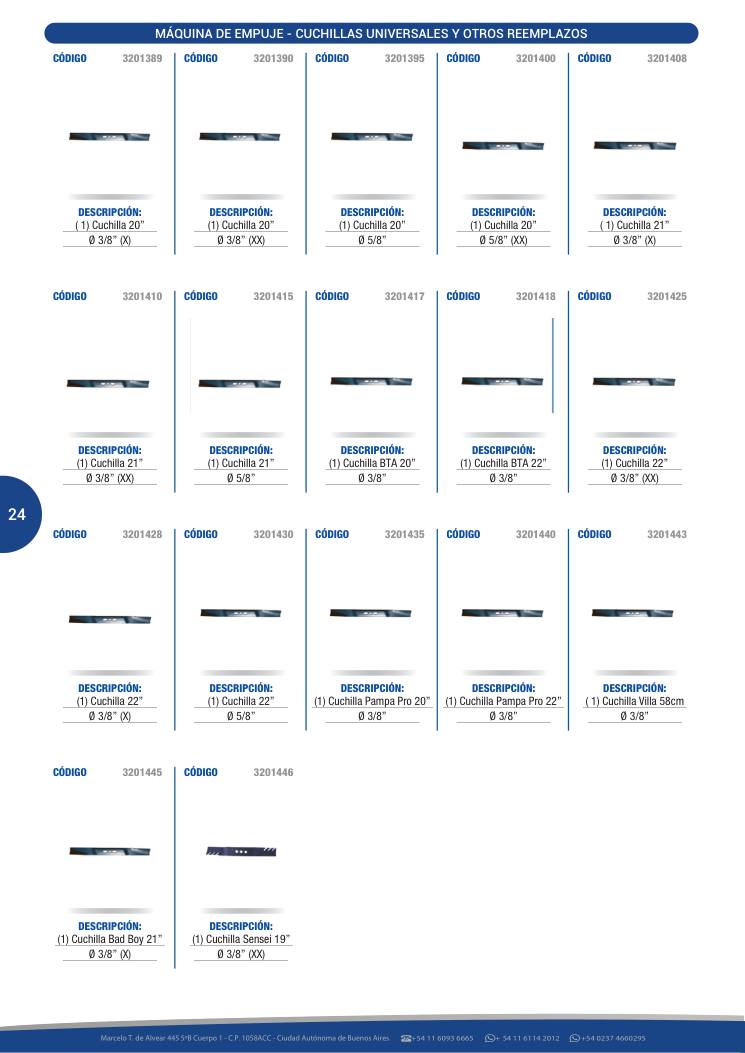 MÁQUINA DE EMPUJE - CUCHILLAS UNIVERSALES Y OTROS REEMPLAZOS
CÓDIGO 3201389
DESCRIPCIÓN:
( 1) Cuchilla 20”
Ø 3/8” (X)
CÓDIGO 3201390
DESCRIPCIÓN:
(1) Cuchilla 20”
Ø 3/8” (XX)
CÓDIGO 3201395
DESCRIPCIÓN:
(1) Cuchilla 20”
Ø 5/8”
CÓDIGO 3201400
DESCRIPCIÓN:
(1) Cuchilla 20”
Ø 5/8” (XX)
CÓDIGO 3201408
DESCRIPCIÓN:
( 1) Cuchilla 21”
Ø 3/8” (X)
CÓDIGO 3201410
DESCRIPCIÓN:
(1) Cuchilla 21”
Ø 3/8” (XX)
CÓDIGO 3201415
DESCRIPCIÓN:
(1) Cuchilla 21”
Ø 5/8”
CÓDIGO 3201417
DESCRIPCIÓN:
(1) Cuchilla BTA 20”
Ø 3/8”
CÓDIGO 3201418
DESCRIPCIÓN:
(1) Cuchilla BTA 22”
Ø 3/8”
CÓDIGO 3201425
DESCRIPCIÓN:
(1) Cuchilla 22”
Ø 3/8” (XX)
24
CÓDIGO 3201428
DESCRIPCIÓN:
(1) Cuchilla 22”
Ø 3/8” (X)
CÓDIGO 3201430
DESCRIPCIÓN:
(1) Cuchilla 22”
Ø 5/8”
CÓDIGO 3201435
DESCRIPCIÓN:
(1) Cuchilla Pampa Pro 20”
Ø 3/8”
CÓDIGO 3201440
DESCRIPCIÓN:
(1) Cuchilla Pampa Pro 22”
Ø 3/8”
CÓDIGO 3201443
DESCRIPCIÓN:
( 1) Cuchilla Villa 58cm
Ø 3/8”
CÓDIGO 3201445
DESCRIPCIÓN:
(1) Cuchilla Bad Boy 21”
Ø 3/8” (X)
CÓDIGO 3201446
DESCRIPCIÓN:
(1) Cuchilla Sensei 19”
Ø 3/8” (XX)
Marcelo T. de Alvear 445 5ºB Cuerpo 1 - C.P. 1058ACC - Ciudad Autónoma de Buenos Aires. +54 11 6093 6665 + 54 11 6114 2012 +54 0237 4660295